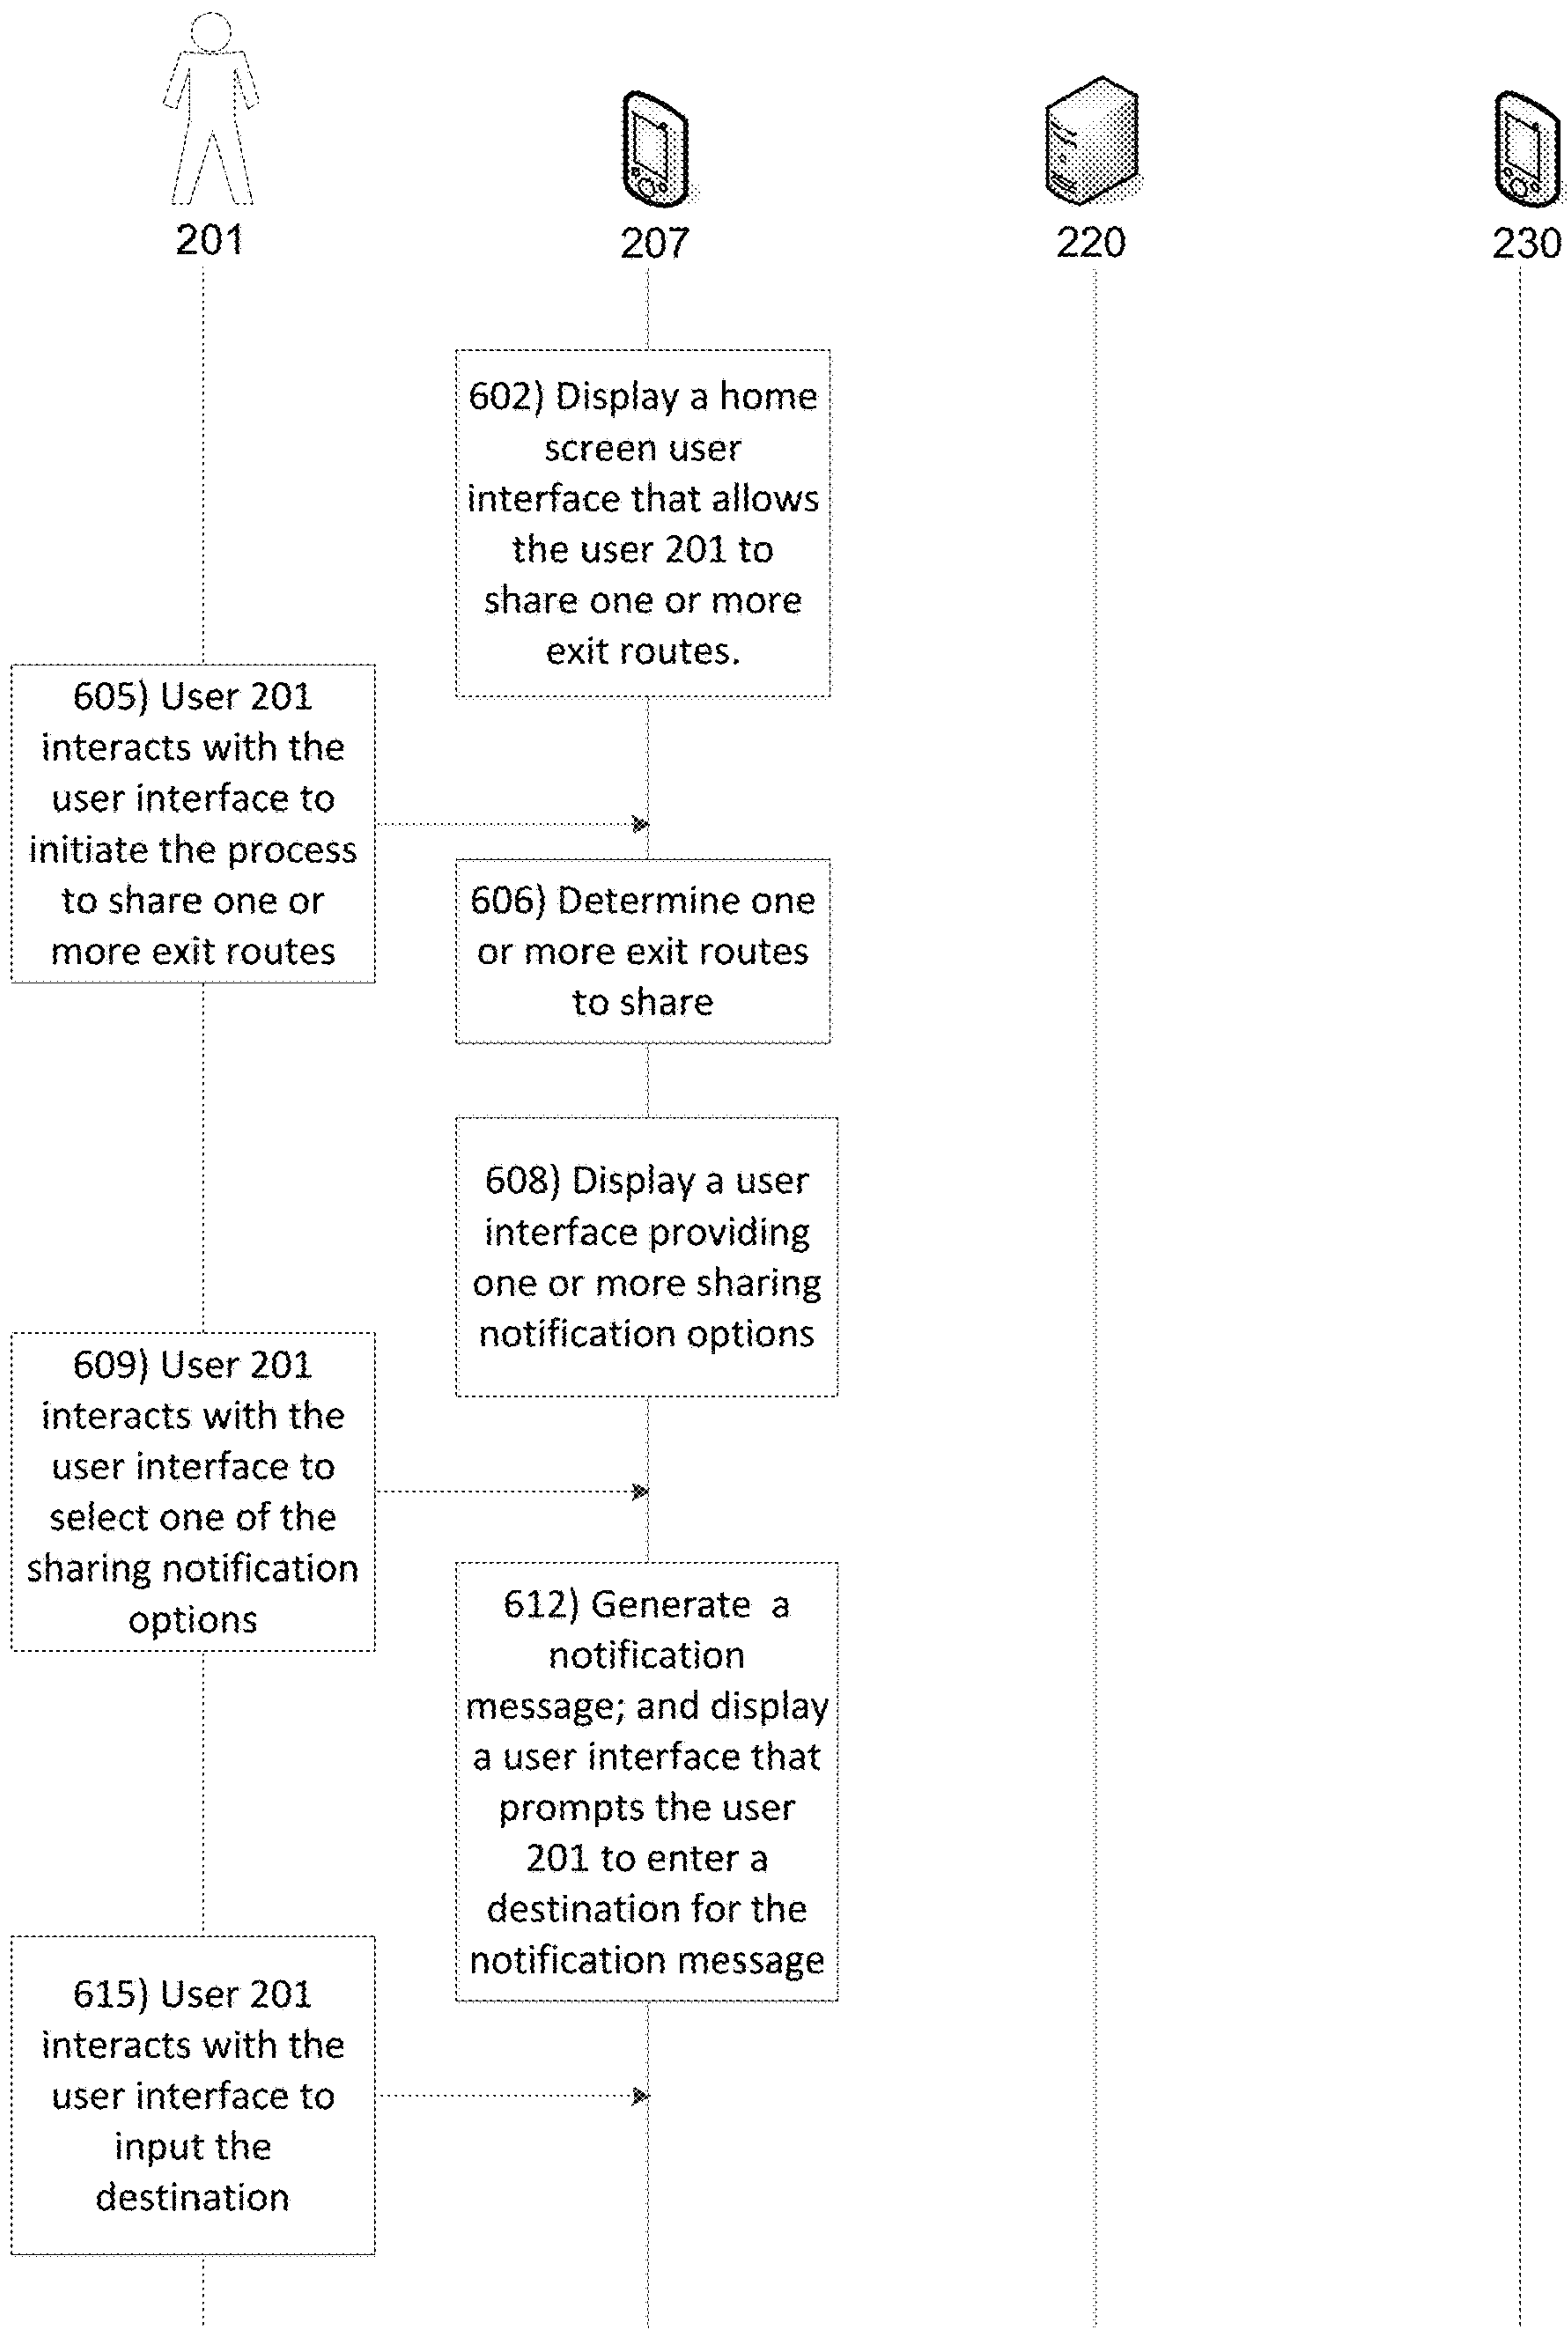 201
207
220
230
602) Display a home
screen user
interface that allows
the user 201 to
share one or more
exit routes.
605) User 201
interacts with the
user interface to
initiate the process
to share one or
more exit routes
606) Determine one
or more exit routes
to share
608) Display a user
interface providing
one or more sharing
notification options
609) User 201
interacts with the
user interface to
select one of the
sharing notification
options
612) Generate a
notification
message; and display
a user interface that
prompts the user
201 to enter a
destination for the
notification message
615) User 201
interacts with the
user interface to
input the
destination